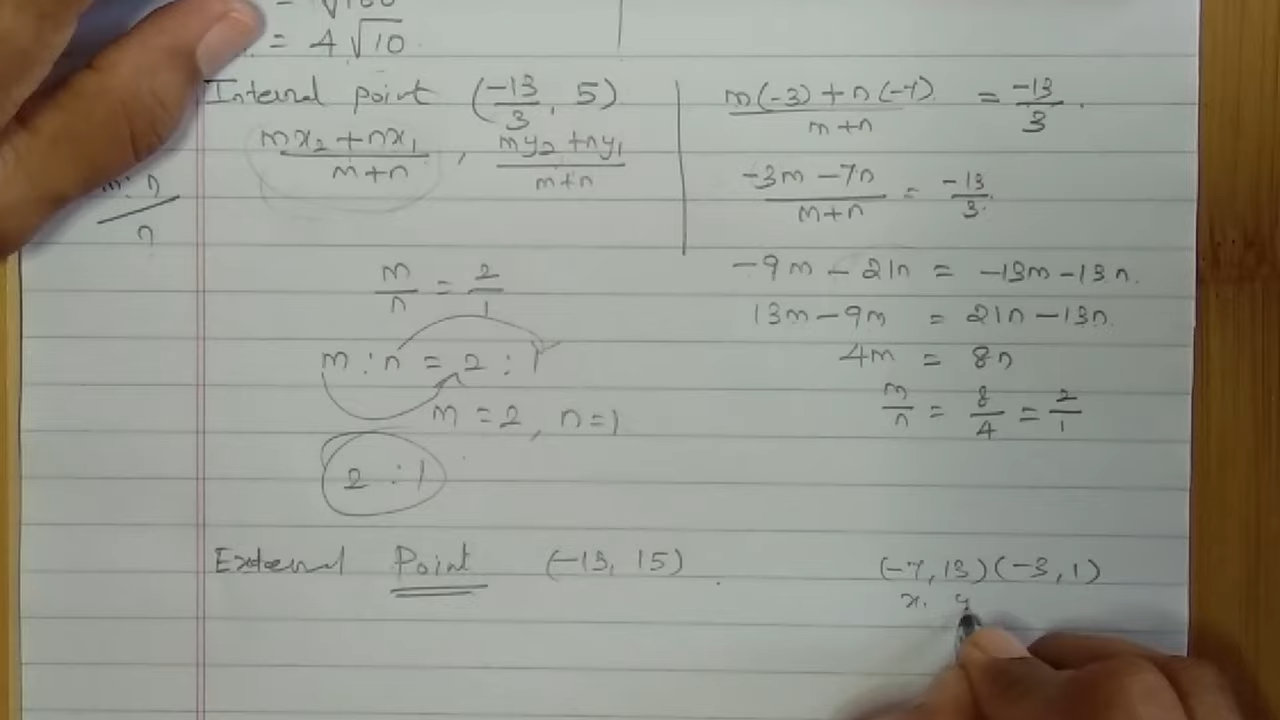 = √160
= 4√10
Internal point (-13/3, 5)
mx₂ + nx₁ / m+n , my₂ + ny₁ / m+n
m : n / n
m/n = 2/1
m : n = 2 : 1
m = 2, n = 1
2 : 1
m(-3) + n(-7) / m+n = -13/3.
-3m - 7n / m+n = -13/3.
-9m - 21n = -13m - 13n.
13m - 9m = 21n - 13n.
4m = 8n
m/n = 8/4 = 2/1
External Point (-13, 15) .
(-7, 13) (-3, 1)
x. y